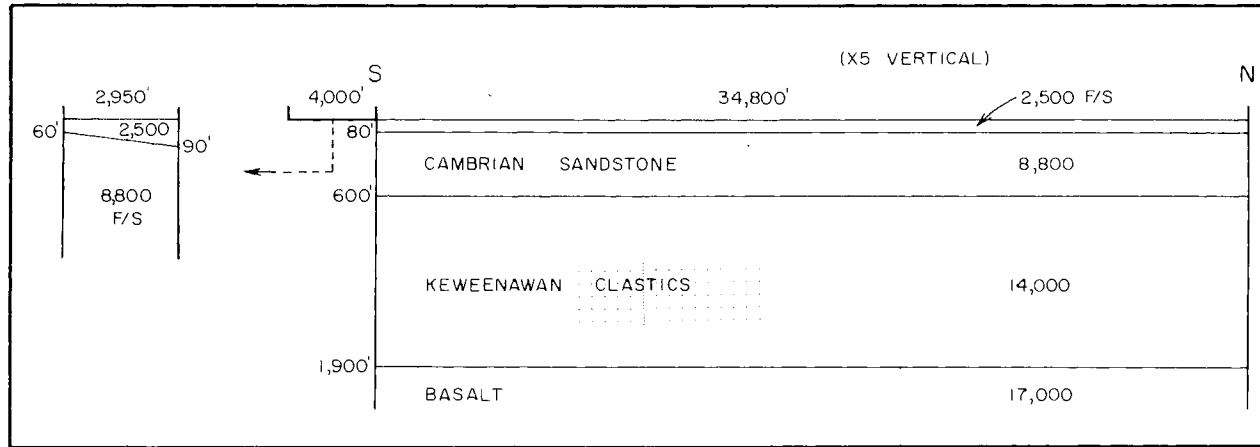 (X5 VERTICAL)
S
N
2,950'
4,000'
34,800'
2,500 F/S
60'
2,500
90'
80'
CAMBRIAN SANDSTONE
8,800
8,800
F/S
600'
KEWEENAWAN CLASTICS
14,000
1,900'
BASALT
17,000